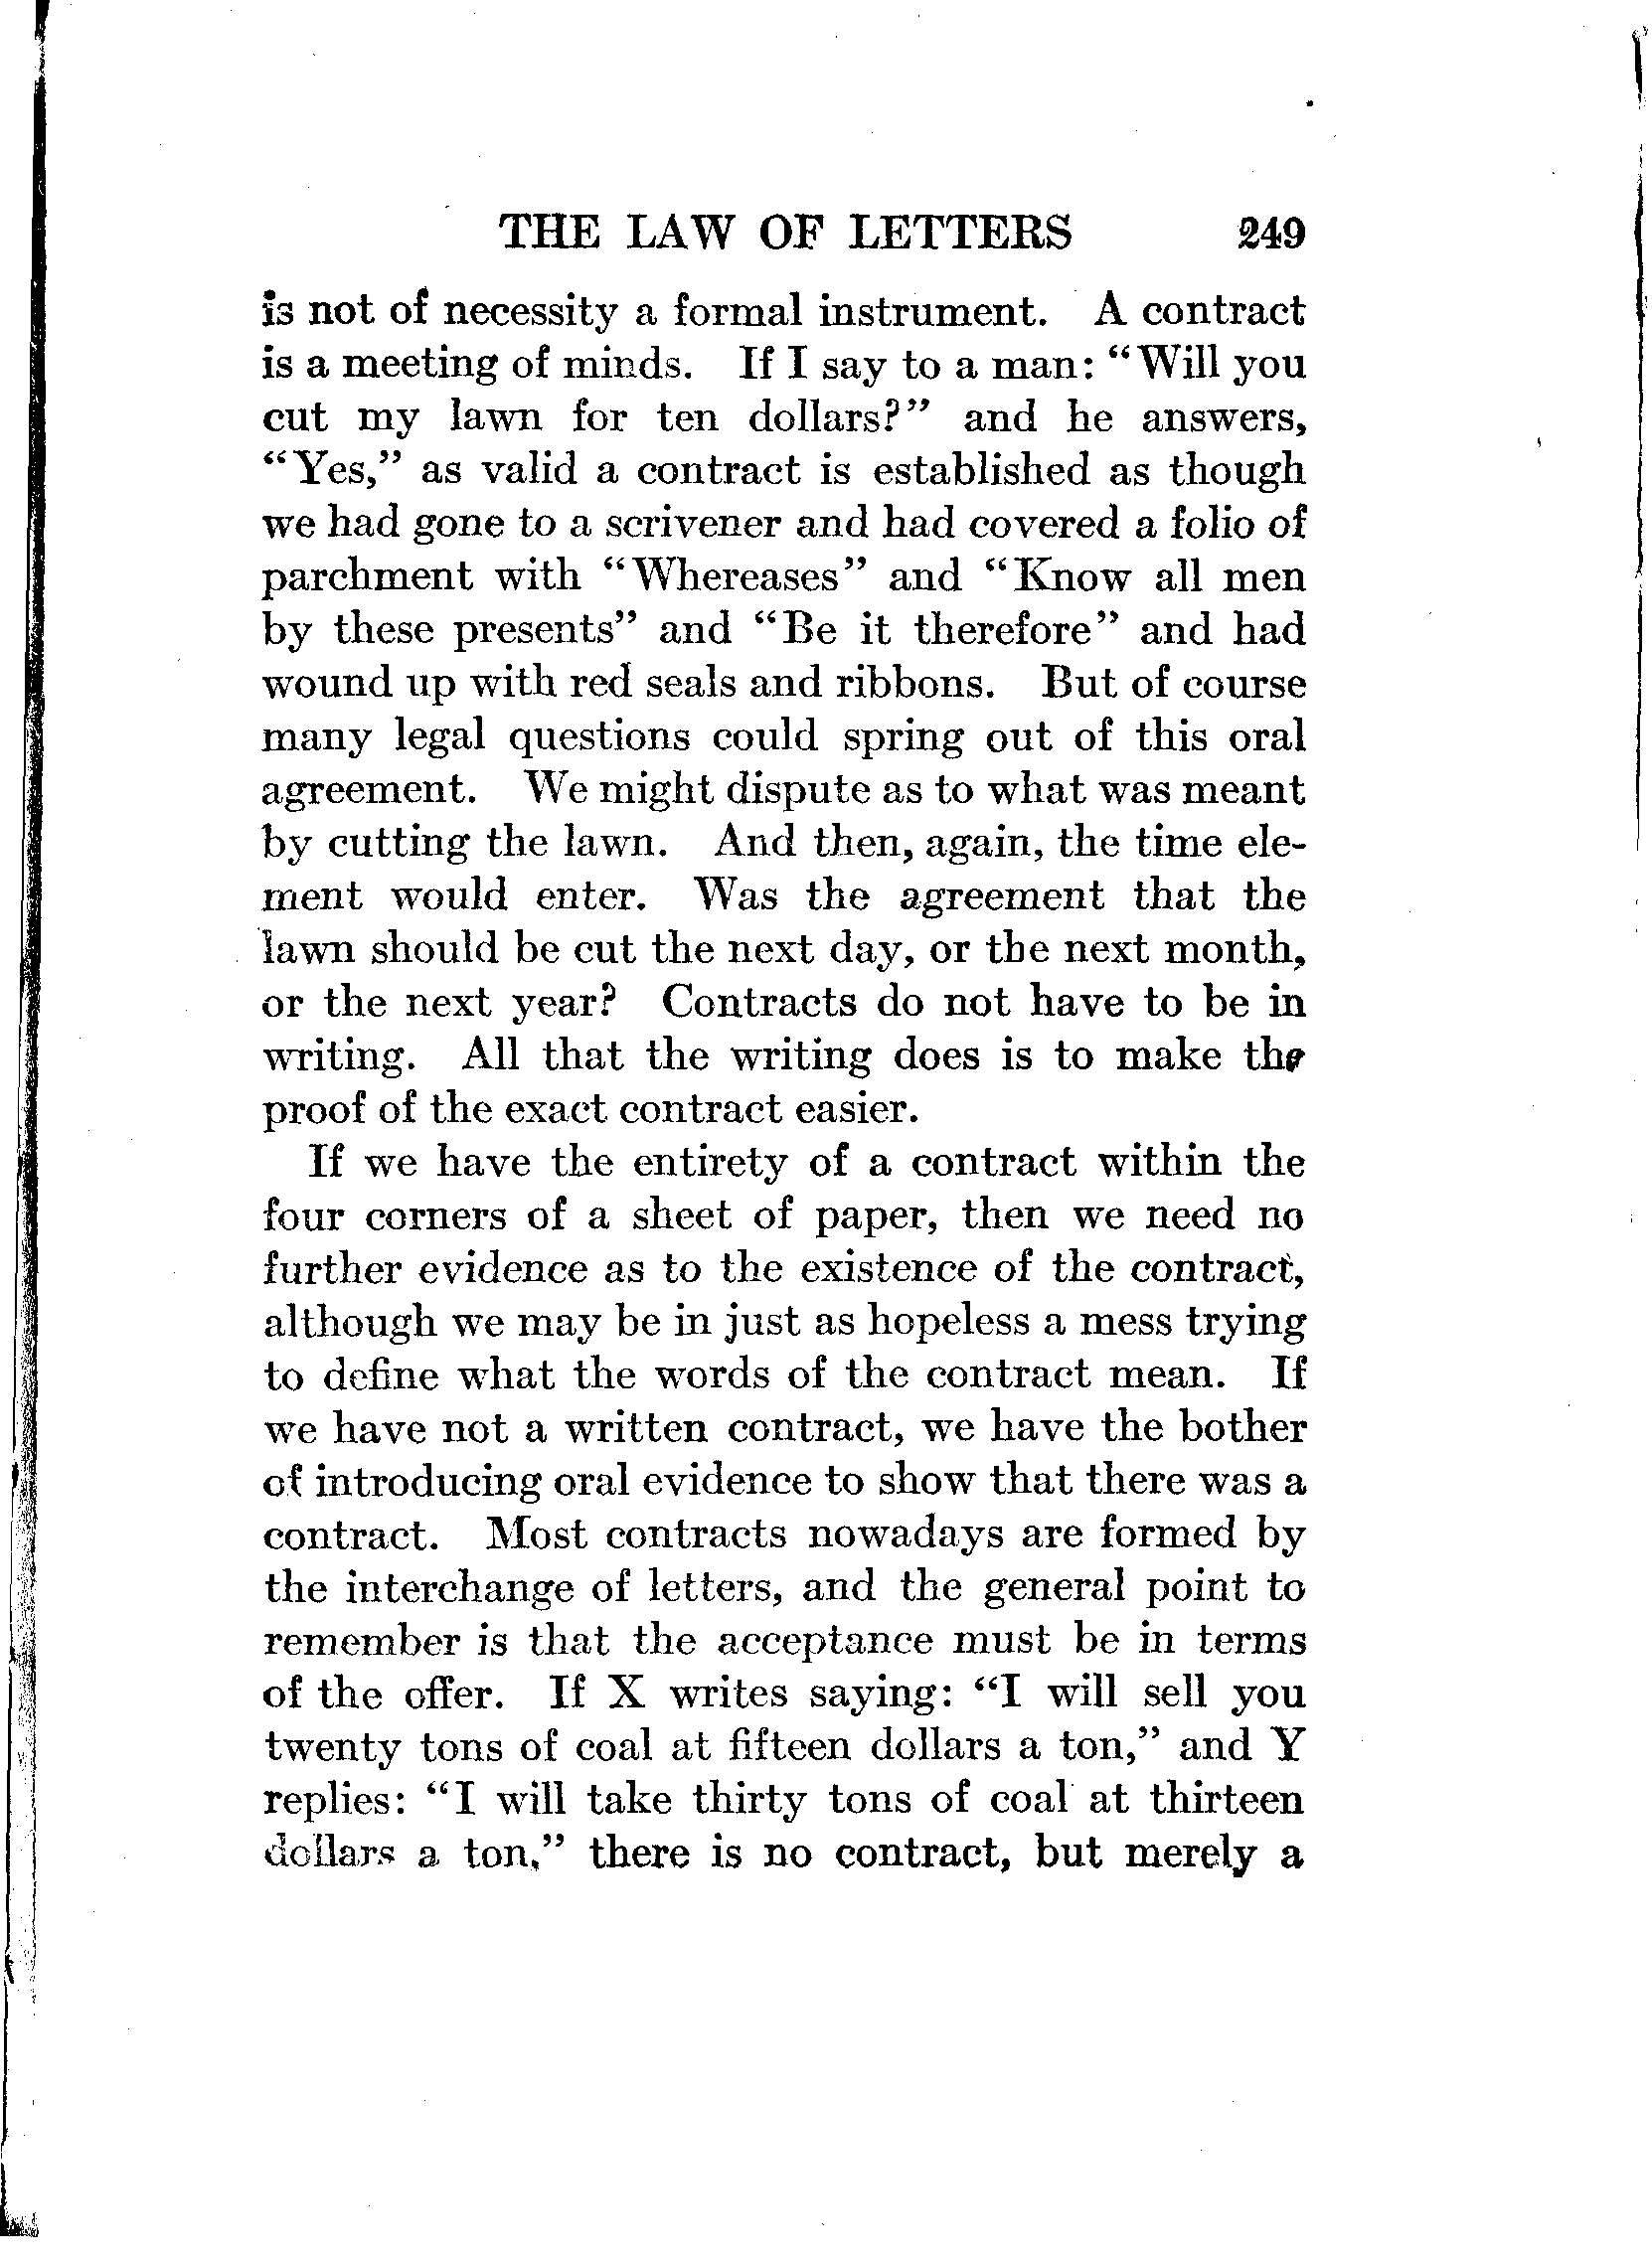 THE LAW OF LETTERS 249
is not of necessity a formal instrument. A contract
is a meeting of minds. If I say to a man: “Will you
cut my lawn for ten dollars?” and he answers,
“Yes,” as valid a contract is established as though
we had gone to a scrivener and had covered a folio of
parchment with “Whereases” and “Know all men
by these presents” and “Be it therefore” and had
wound up with red seals and ribbons. But of course
many legal questions could spring out of this oral
agreement. We might dispute as to what was meant
by cutting the lawn. And then, again, the time ele-
ment would enter. Was the agreement that the
lawn should be cut the next day, or the next month,
or the next year? Contracts do not have to be in
writing. All that the writing does is to make the
proof of the exact contract easier.
If we have the entirety of a contract within the
four corners of a sheet of paper, then we need no
further evidence as to the existence of the contract,
although we may be in just as hopeless a mess trying
to define what the words of the contract mean. If
we have not a written contract, we have the bother
of introducing oral evidence to show that there was a
contract. Most contracts nowadays are formed by
the interchange of letters, and the general point to
remember is that the acceptance must be in terms
of the offer. If X writes saying: “I will sell you
twenty tons of coal at fifteen dollars a ton,” and Y
replies: “I will take thirty tons of coal at thirteen
dollars a ton,” there is no contract, but merely a